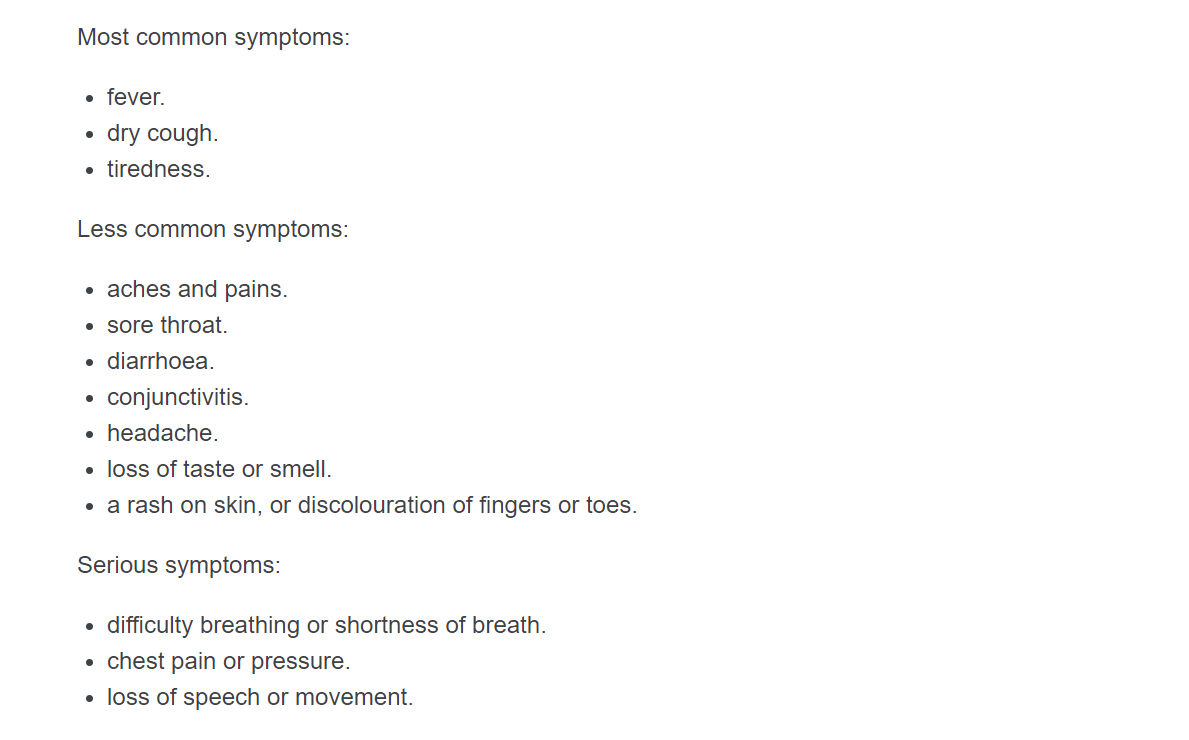 Most common symptoms:
• fever.
• dry cough.
• tiredness.
Less common symptoms:
• aches and pains.
• sore throat.
• diarrhoea.
• conjunctivitis.
• headache.
• loss of taste or smell.
• a rash on skin, or discolouration of fingers or toes.
Serious symptoms:
• difficulty breathing or shortness of breath.
• chest pain or pressure.
• loss of speech or movement.